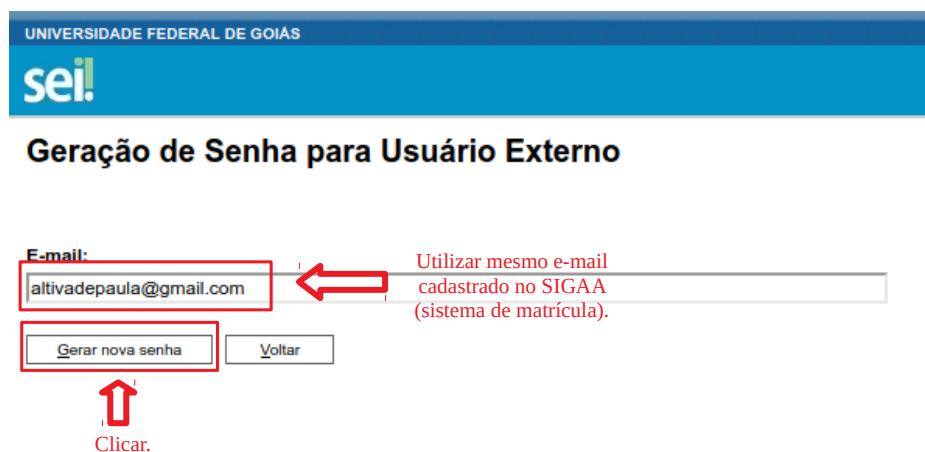 UNIVERSIDADE FEDERAL DE GOIÁS
sei!
Geração de Senha para Usuário Externo
E-mail:
altivadepaula@gmail.com
Utilizar mesmo e-mail
cadastrado no SIGAA
(sistema de matrícula).
Gerar nova senha
Voltar
Clicar.